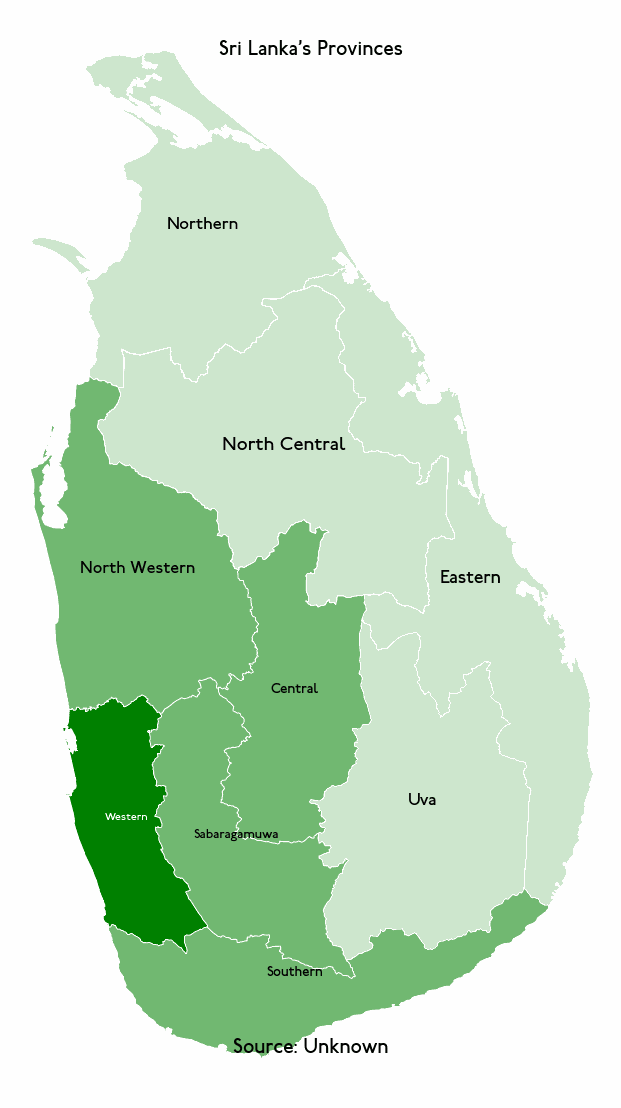 Sri Lanka’s Provinces
Northern
North Central
North Western
Eastern
Central
Uva
Western
Sabaragamuwa
Southern
Source: Unknown